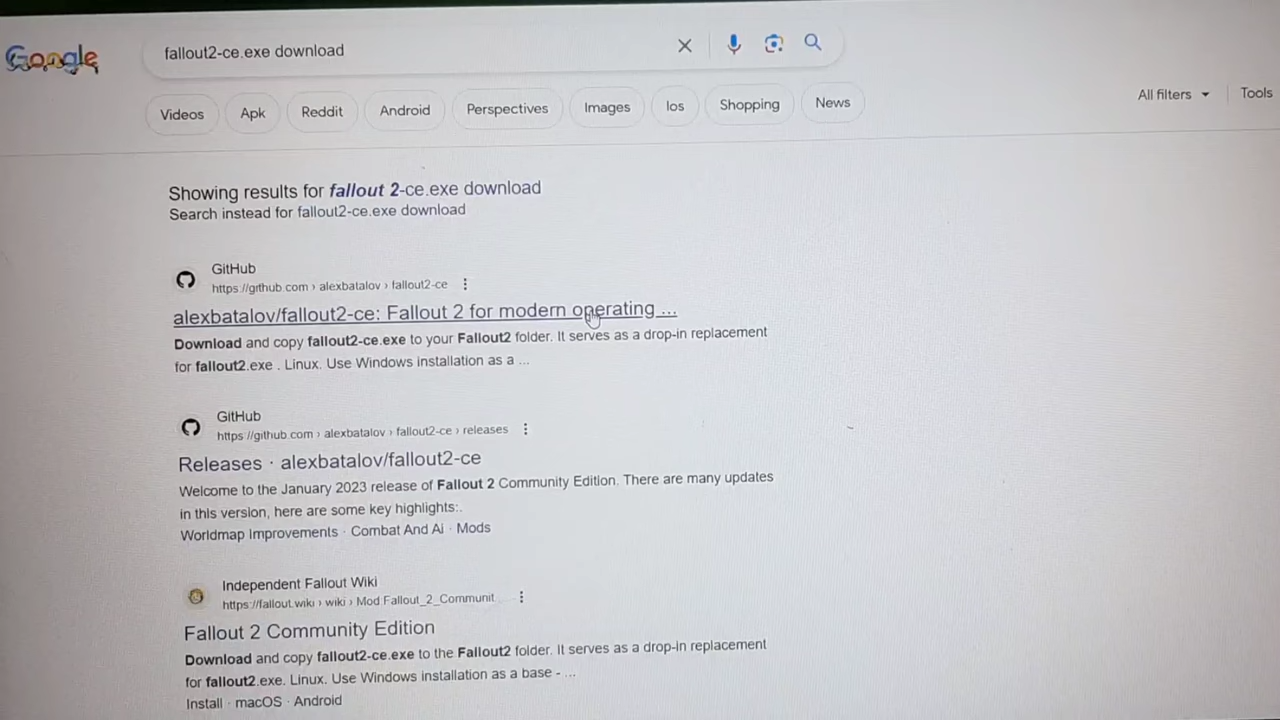 Google
fallout2-ce.exe download
Videos Apk Reddit Android Perspectives Images Ios Shopping News
All filters Tools
Showing results for fallout 2-ce.exe download
Search instead for fallout2-ce.exe download
GitHub
https://github.com › alexbatalov › fallout2-ce
alexbatalov/fallout2-ce: Fallout 2 for modern operating ...
Download and copy fallout2-ce.exe to your Fallout2 folder. It serves as a drop-in replacement
for fallout2.exe . Linux. Use Windows installation as a ...
GitHub
https://github.com › alexbatalov › fallout2-ce › releases
Releases · alexbatalov/fallout2-ce
Welcome to the January 2023 release of Fallout 2 Community Edition. There are many updates
in this version, here are some key highlights:.
Worldmap Improvements · Combat And Ai · Mods
Independent Fallout Wiki
https://fallout.wiki › wiki › Mod Fallout_2_Communit
Fallout 2 Community Edition
Download and copy fallout2-ce.exe to the Fallout2 folder. It serves as a drop-in replacement
for fallout2.exe. Linux. Use Windows installation as a base - ...
Install · macOS · Android